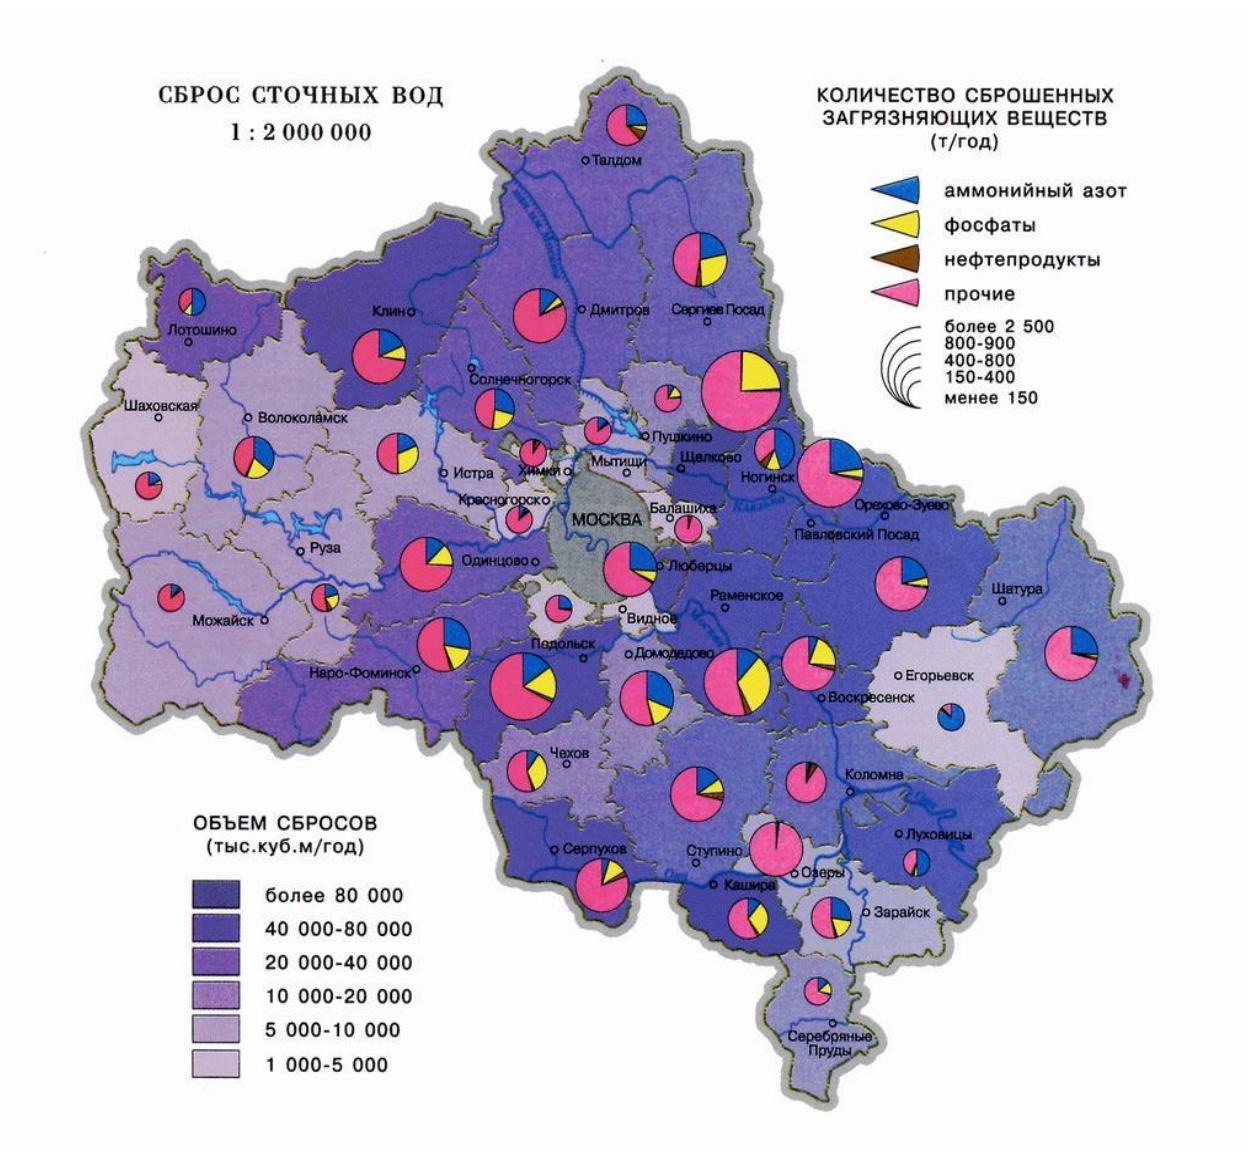 СБРОС СТОЧНЫХ ВОД
1 : 2 000 000
КОЛИЧЕСТВО СБРОШЕННЫХ
ЗАГРЯЗНЯЮЩИХ ВЕЩЕСТВ
(т/год)
аммонийный азот
фосфаты
нефтепродукты
прочие
более 2 500
800-900
400-800
150-400
менее 150
Талдом
Клин
Дмитров
Сергиев Посад
Лотошино
Солнечногорск
Шаховская
Волоколамск
Пушкино
Истра
Химки
Мытищи
Щелково
Ногинск
Красногорск
Балашиха
Клязьма
Орехово-Зуево
МОСКВА
Павловский Посад
Руза
Одинцово
Люберцы
Шатура
Раменское
Можайск
Видное
Москва
Подольск
Домодедово
Наро-Фоминск
Егорьевск
Воскресенск
Чехов
Коломна
Ока
Луховицы
Серпухов
Ступино
Ока
Озеры
Кашира
Зарайск
Серебряные
Пруды
ОБЪЕМ СБРОСОВ
(тыс.куб.м/год)
более 80 000
40 000-80 000
20 000-40 000
10 000-20 000
5 000-10 000
1 000-5 000